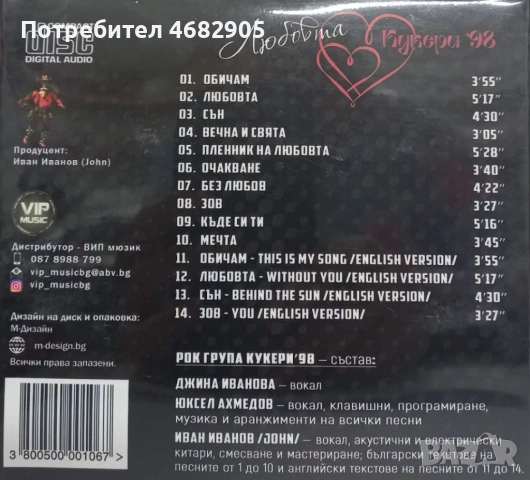 Потребител 4682905
COMPACT
DISC
DIGITAL AUDIO
Любовта
Кукери '98
01. ОБИЧАМ 3'55"
02. ЛЮБОВТА 5'17"
03. СЪН 4'30"
04. ВЕЧНА И СВЯТА 3'05"
05. ПЛЕННИК НА ЛЮБОВТА 5'28"
06. ОЧАКВАНЕ 3'40"
07. БЕЗ ЛЮБОВ 4'22"
08. ЗОВ 3'27"
09. КЪДЕ СИ ТИ 5'16"
10. МЕЧТА 3'45"
11. ОБИЧАМ - THIS IS MY SONG /ENGLISH VERSION/ 3'55"
12. ЛЮБОВТА - WITHOUT YOU /ENGLISH VERSION/ 5'17"
13. СЪН - BEHIND THE SUN /ENGLISH VERSION/ 4'30"
14. ЗОВ - YOU /ENGLISH VERSION/ 3'27"
Продуцент:
Иван Иванов (John)
VIP
MUSIC
Дистрибутор - ВИП мюзик
087 8988 799
vip_musicbg@abv.bg
vip_musicbg
Дизайн на диск и опаковка:
М-Дизайн
m-design.bg
Всички права запазени.
3 800500 001067 >
РОК ГРУПА КУКЕРИ'98 – състав:
ДЖИНА ИВАНОВА – вокал
ЮКСЕЛ АХМЕДОВ – вокал, клавишни, програмиране,
музика и аранжименти на всички песни
ИВАН ИВАНОВ /JOHN/ – вокал, акустични и електрически
китари, смесване и мастериране; български текстове на
песните от 1 до 10 и английски текстове на песните от 11 до 14.
BAZAR